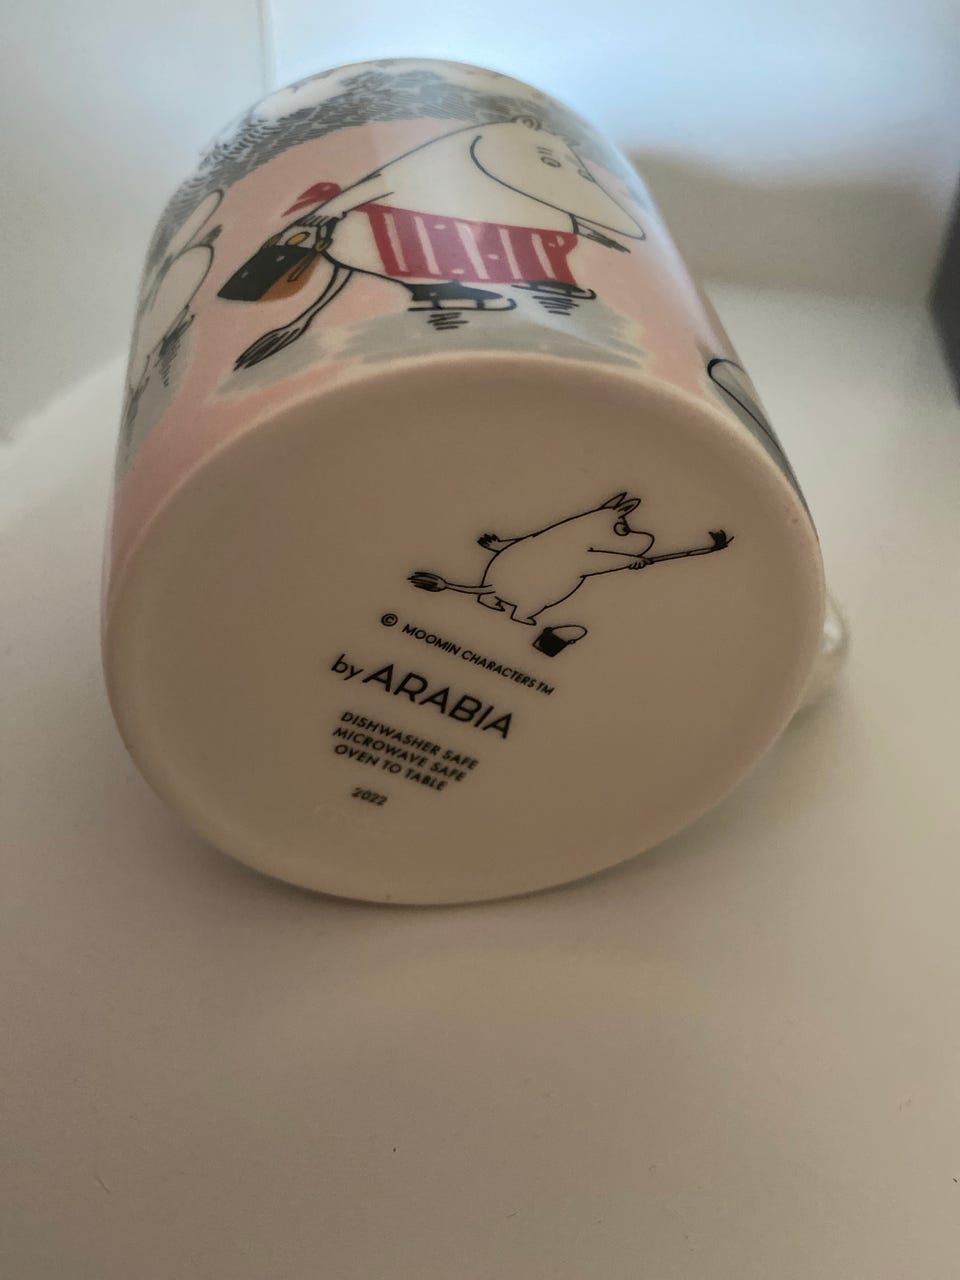 © MOOMIN CHARACTERS™
by ARABIA
DISHWASHER SAFE
MICROWAVE SAFE
OVEN TO TABLE
2022